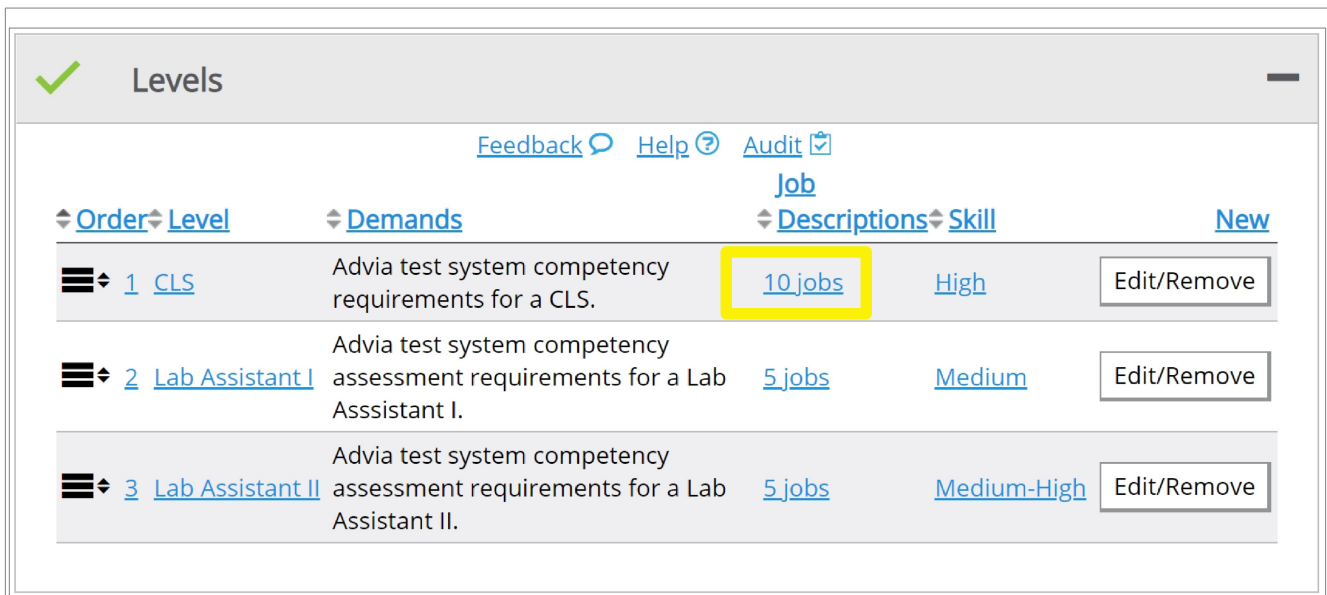 Levels
Feedback Help Audit
Job
Order Level Demands Descriptions Skill New
Advia test system competency
1 CLS 10 jobs High Edit/Remove
requirements for a CLS.
Advia test system competency
2 Lab Assistant I assessment requirements for a Lab 5 jobs Medium Edit/Remove
Asssistant I.
Advia test system competency
3 Lab Assistant II assessment requirements for a Lab 5 jobs Medium-High Edit/Remove
Assistant II.